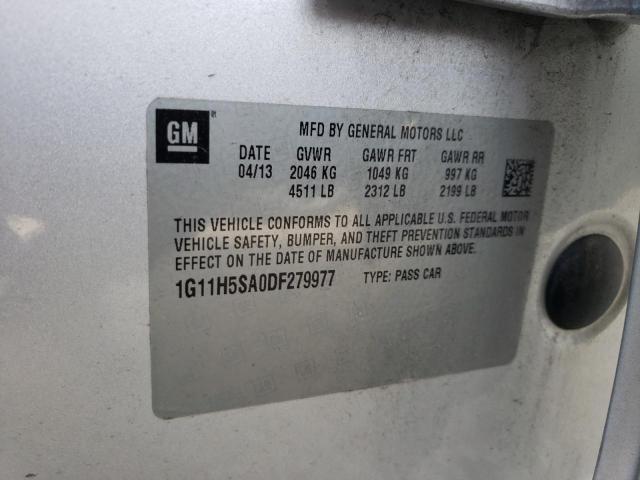 GM
MFD BY GENERAL MOTORS LLC
DATE GVWR GAWR FRT GAWR RR
04/13 2046 KG 1049 KG 997 KG
4511 LB 2312 LB 2199 LB
THIS VEHICLE CONFORMS TO ALL APPLICABLE U.S. FEDERAL MOTOR
VEHICLE SAFETY, BUMPER, AND THEFT PREVENTION STANDARDS IN
EFFECT ON THE DATE OF MANUFACTURE SHOWN ABOVE.
1G11H5SA0DF279977 TYPE: PASS CAR